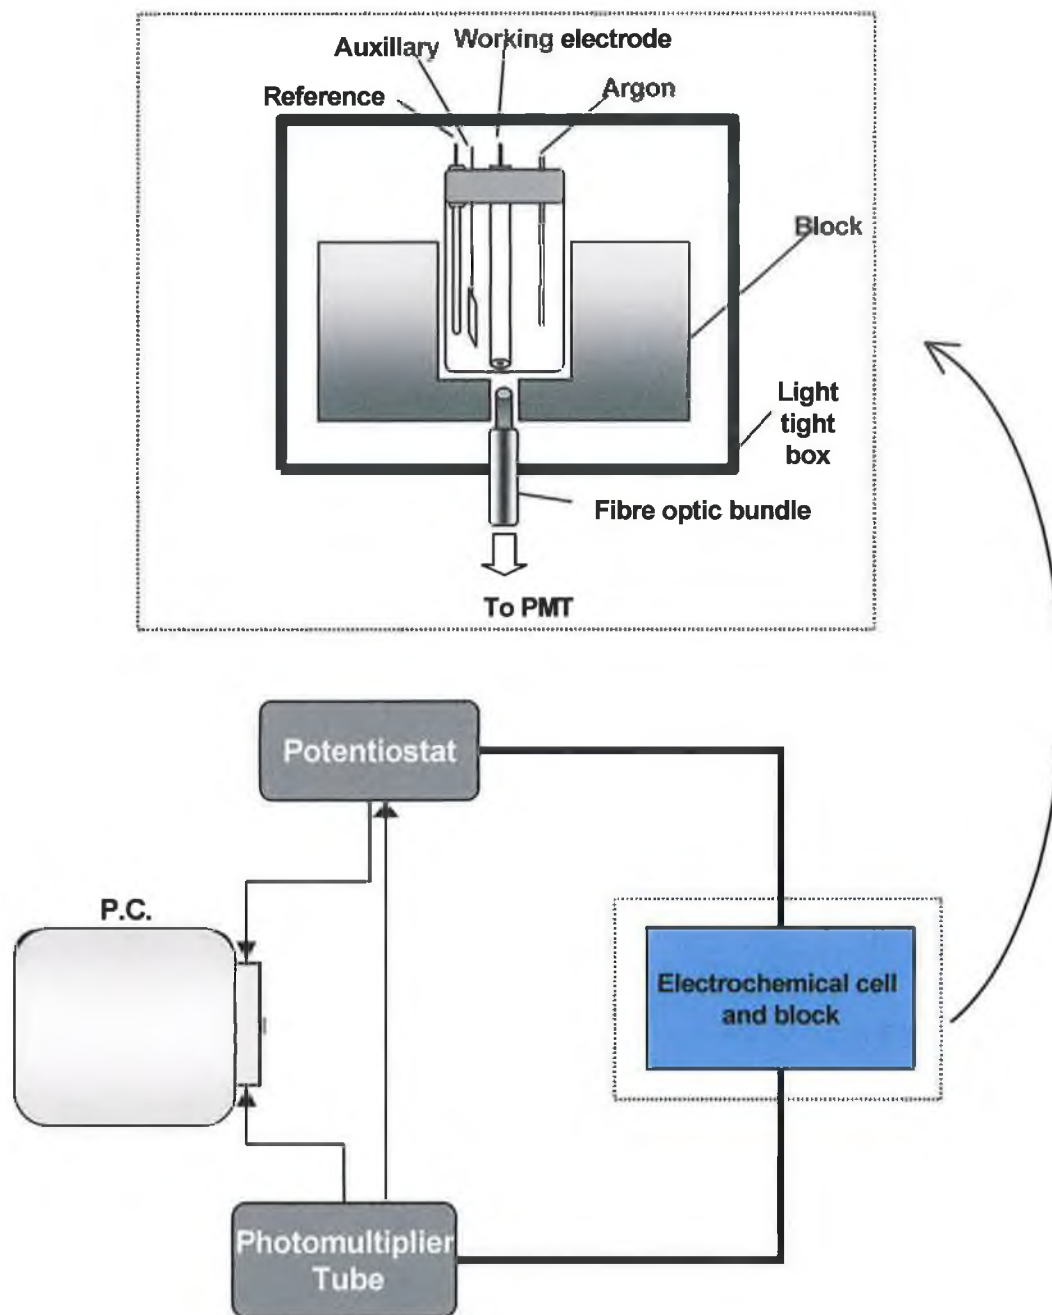 Auxillary
Working electrode
Reference
Argon
Block
Light
tight
box
Fibre optic bundle
To PMT
Potentiostat
P.C.
Electrochemical cell
and block
Photomultiplier
Tube